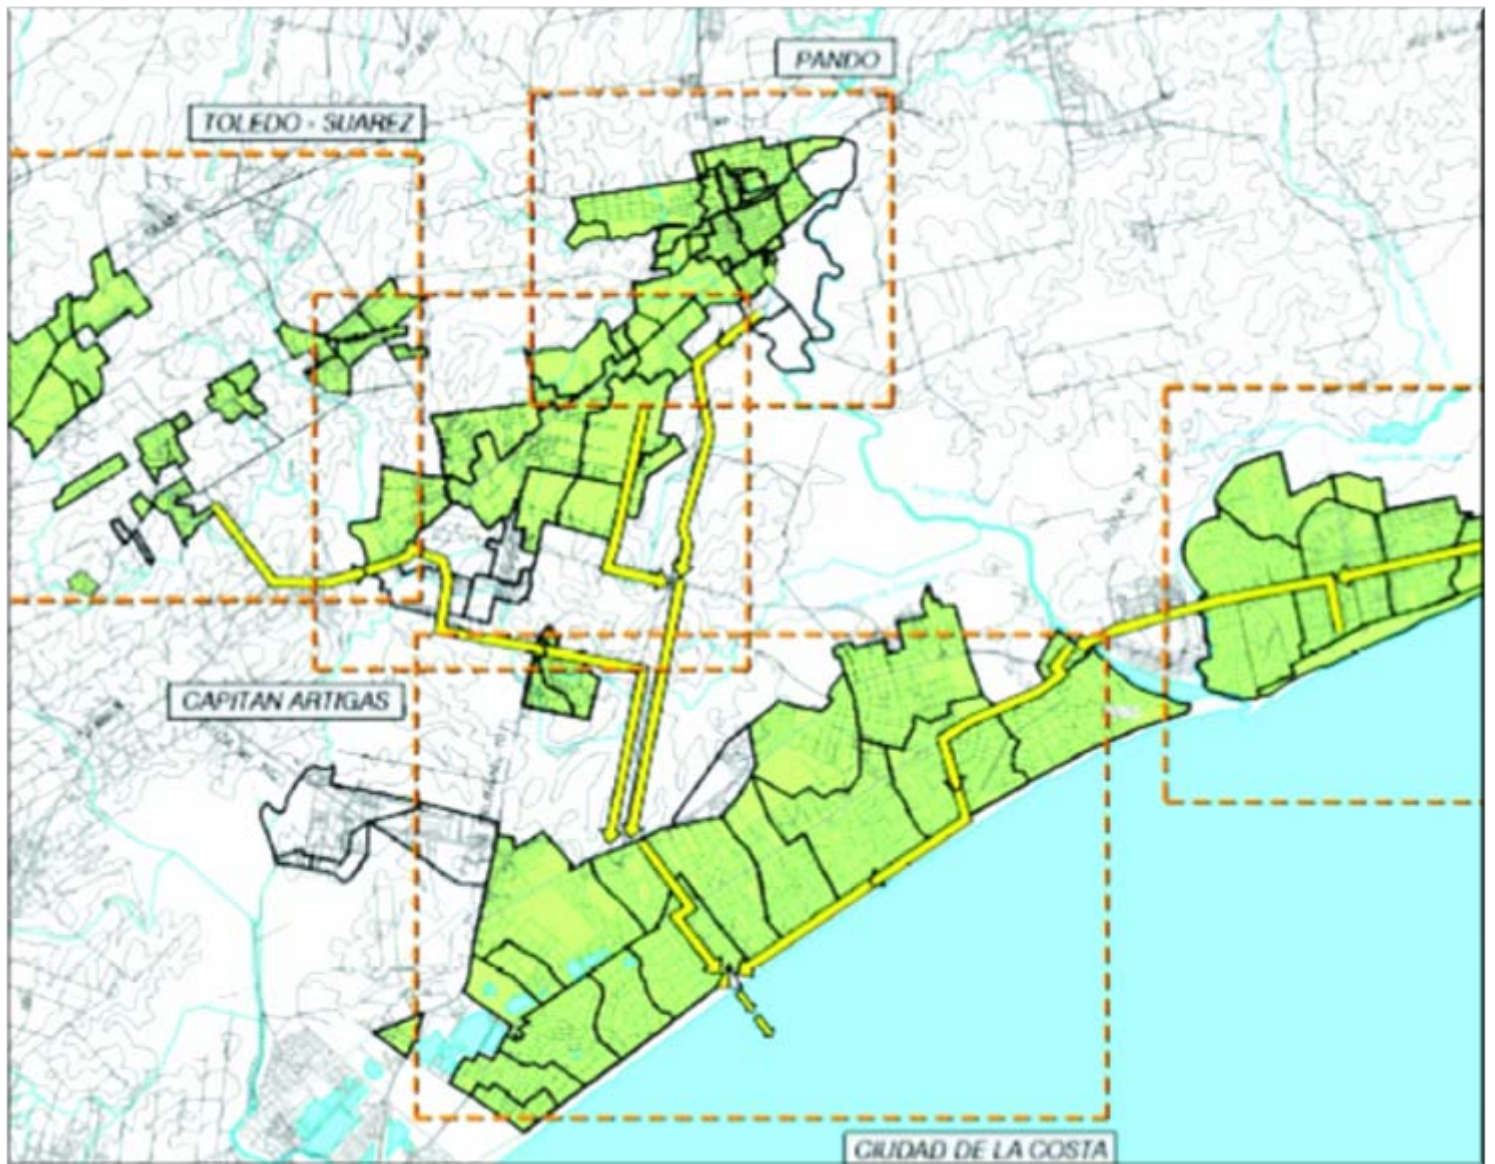 PANDO
TOLEDO - SUAREZ
CAPITAN ARTIGAS
CIUDAD DE LA COSTA